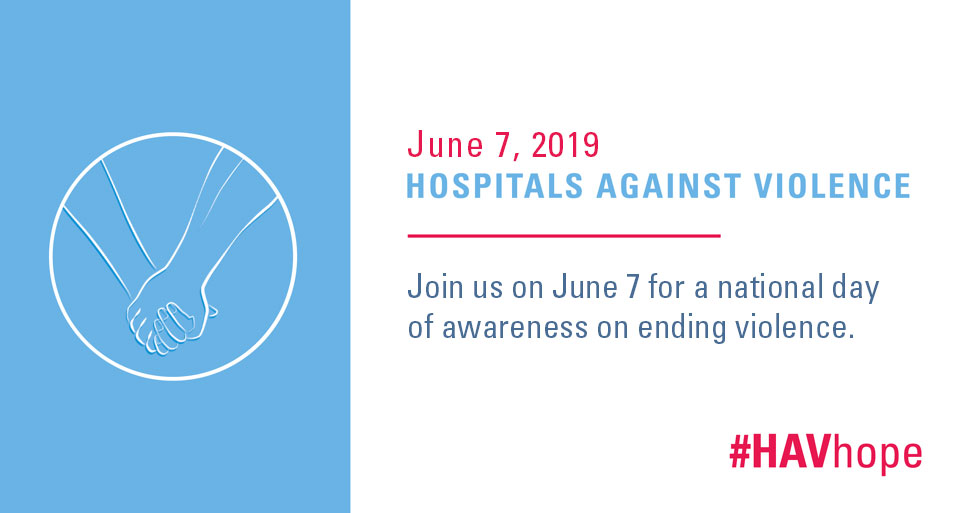 June 7, 2019
HOSPITALS AGAINST VIOLENCE
Join us on June 7 for a national day
of awareness on ending violence.
#HAVhope